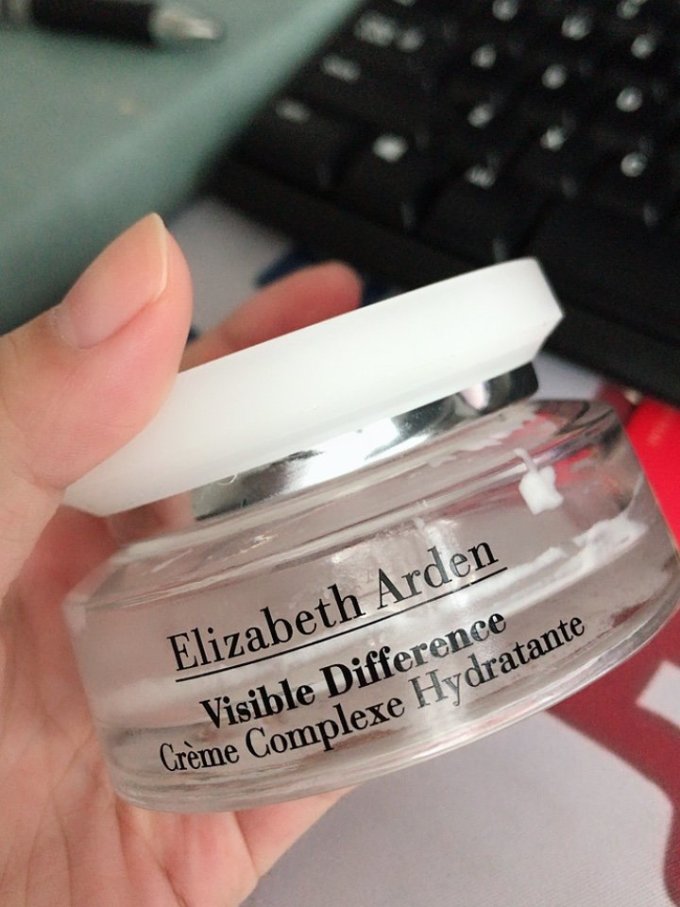 Elizabeth Arden
Visible Difference
Crème Complexe Hydratante